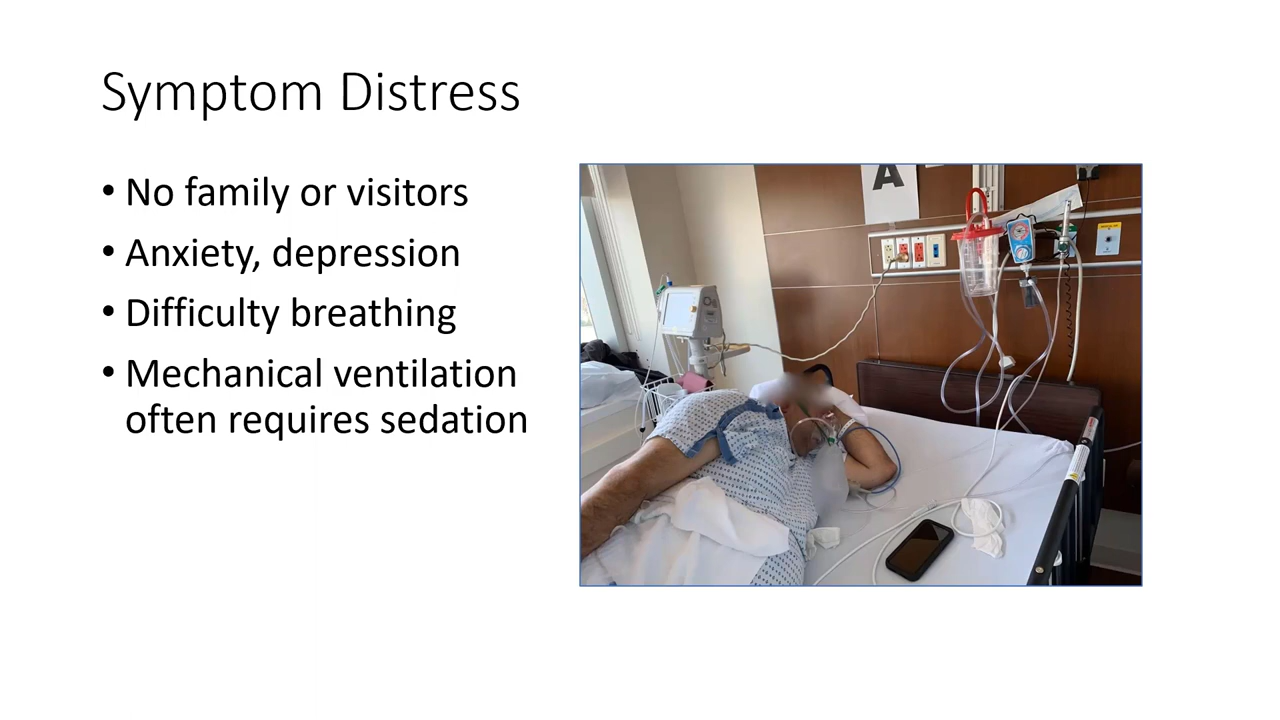 Symptom Distress
• No family or visitors
• Anxiety, depression
• Difficulty breathing
• Mechanical ventilation
often requires sedation
A